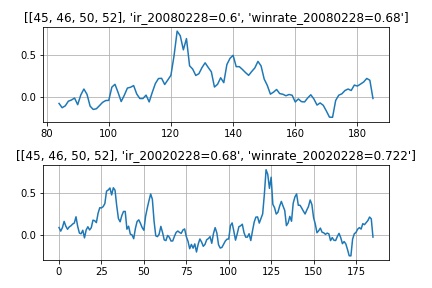 [[45, 46, 50, 52], 'ir_20080228=0.6', 'winrate_20080228=0.68']
0.5
0.0
80 100 120 140 160 180
[[45, 46, 50, 52], 'ir_20020228=0.68', 'winrate_20020228=0.722']
0.5
0.0
0 25 50 75 100 125 150 175